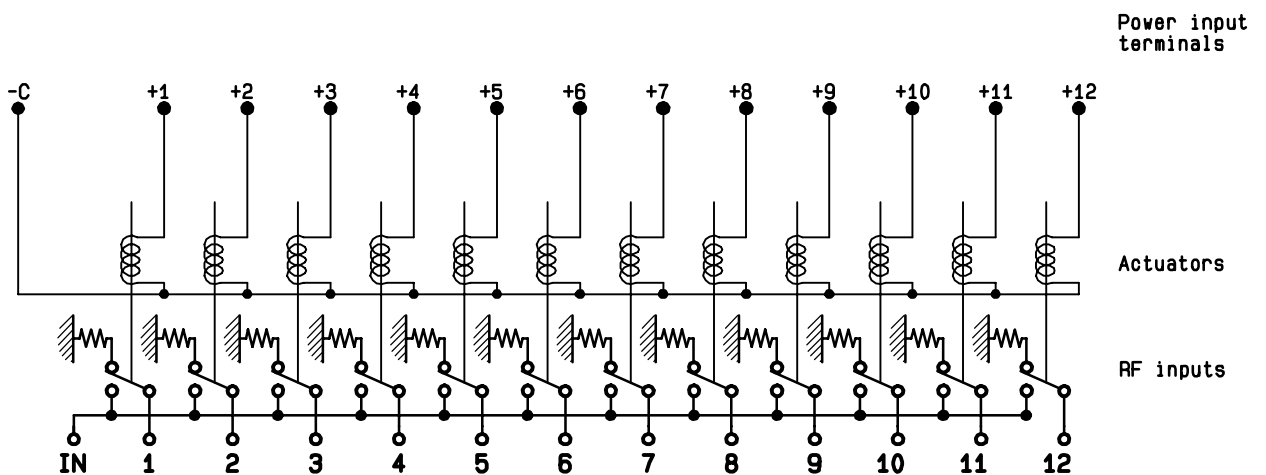 Power input
terminals
-C +1 +2 +3 +4 +5 +6 +7 +8 +9 +10 +11 +12
Actuators
RF inputs
IN 1 2 3 4 5 6 7 8 9 10 11 12